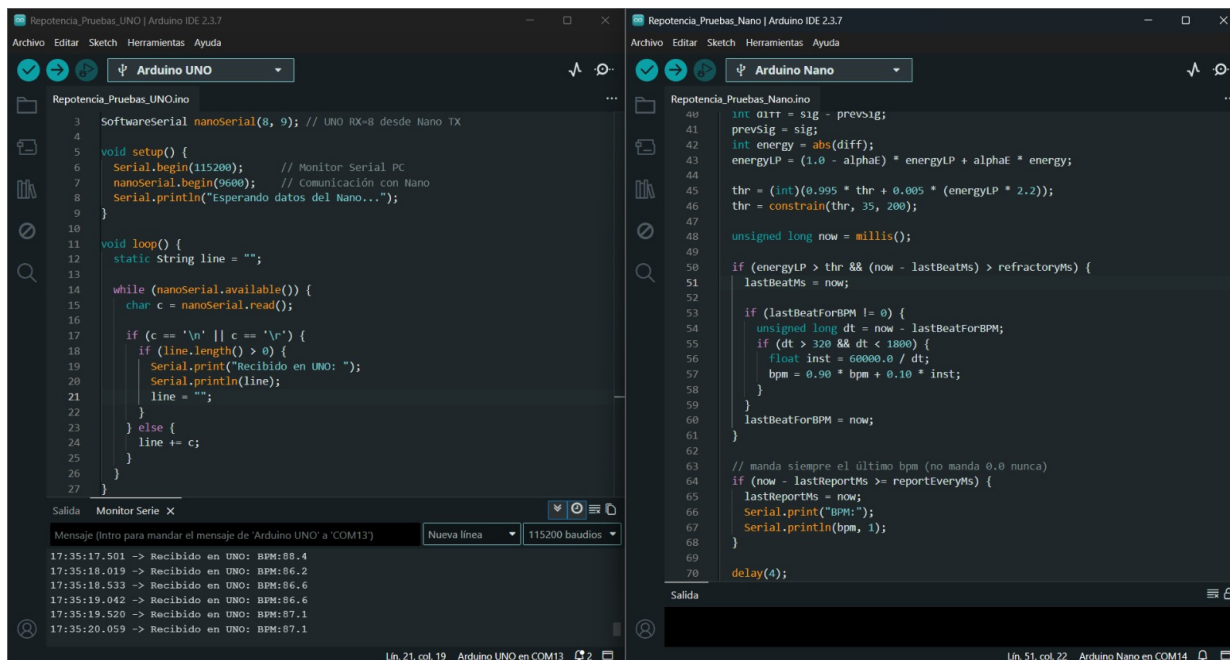 Repotencia_Pruebas_UNO | Arduino IDE 2.3.7
Archivo Editar Sketch Herramientas Ayuda
Arduino UNO
Repotencia_Pruebas_UNO.ino
3 SoftwareSerial nanoSerial(8, 9); // UNO RX=8 desde Nano TX
4
5 void setup() {
6 Serial.begin(115200); // Monitor Serial PC
7 nanoSerial.begin(9600); // Comunicación con Nano
8 Serial.println("Esperando datos del Nano...");
9 }
10
11 void loop() {
12 static String line = "";
13
14 while (nanoSerial.available()) {
15 char c = nanoSerial.read();
16
17 if (c == '\n' || c == '\r') {
18 if (line.length() > 0) {
19 Serial.print("Recibido en UNO: ");
20 Serial.println(line);
21 line = "";
22 }
23 } else {
24 line += c;
25 }
26 }
27 }
Salida Monitor Serie
Mensaje (Intro para mandar el mensaje de 'Arduino UNO' a 'COM13') Nueva línea 115200 baudios
17:35:17.501 -> Recibido en UNO: BPM:88.4
17:35:18.019 -> Recibido en UNO: BPM:86.2
17:35:18.533 -> Recibido en UNO: BPM:86.6
17:35:19.042 -> Recibido en UNO: BPM:86.6
17:35:19.520 -> Recibido en UNO: BPM:87.1
17:35:20.059 -> Recibido en UNO: BPM:87.1
Lín. 21, col. 19 Arduino UNO en COM13 2
Repotencia_Pruebas_Nano | Arduino IDE 2.3.7
Archivo Editar Sketch Herramientas Ayuda
Arduino Nano
Repotencia_Pruebas_Nano.ino
40 int diff = sig - prevSig;
41 prevSig = sig;
42 int energy = abs(diff);
43 energyLP = (1.0 - alphaE) * energyLP + alphaE * energy;
44
45 thr = (int)(0.995 * thr + 0.005 * (energyLP * 2.2));
46 thr = constrain(thr, 35, 200);
47
48 unsigned long now = millis();
49
50 if (energyLP > thr && (now - lastBeatMs) > refractoryMs) {
51 lastBeatMs = now;
52
53 if (lastBeatForBPM != 0) {
54 unsigned long dt = now - lastBeatForBPM;
55 if (dt > 320 && dt < 1800) {
56 float inst = 60000.0 / dt;
57 bpm = 0.90 * bpm + 0.10 * inst;
58 }
59 }
60 lastBeatForBPM = now;
61 }
62
63 // manda siempre el último bpm (no manda 0.0 nunca)
64 if (now - lastReportMs >= reportEveryMs) {
65 lastReportMs = now;
66 Serial.print("BPM:");
67 Serial.println(bpm, 1);
68 }
69
70 delay(4);
Salida
Lín. 51, col. 22 Arduino Nano en COM14